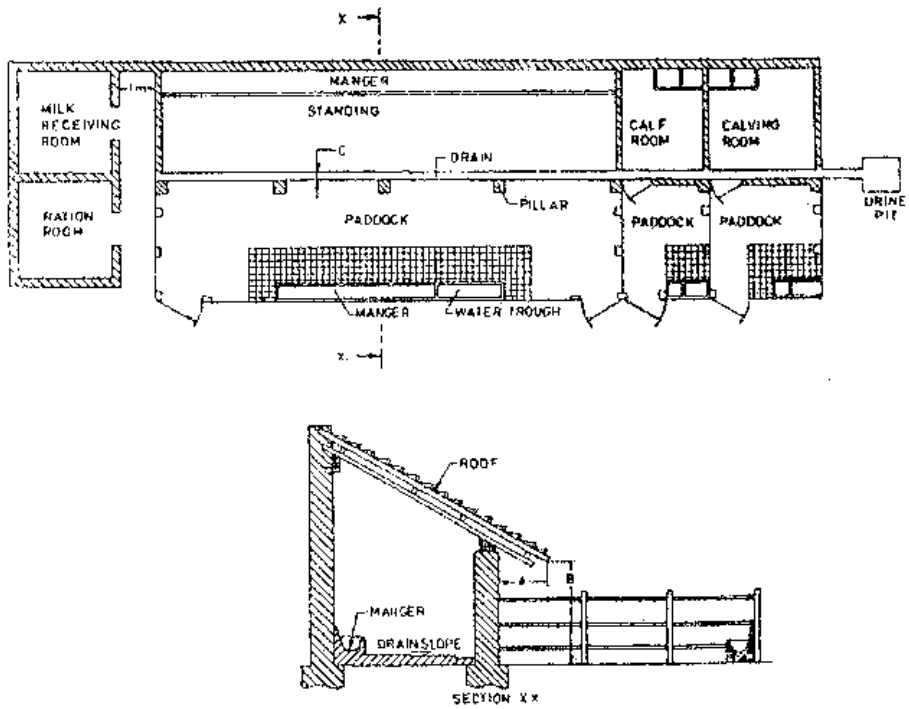 X
MANGER
STANDING
MILK
RECEIVING
ROOM
I
CALF
ROOM
CALVING
ROOM
C
DRAIN
URINE
PIT
RATION
ROOM
PILLAR
PADDOCK
PADDOCK
PADDOCK
MANGER
WATER TROUGH
X
ROOF
A
B
MANGER
DRAINSLOPE
SECTION XX